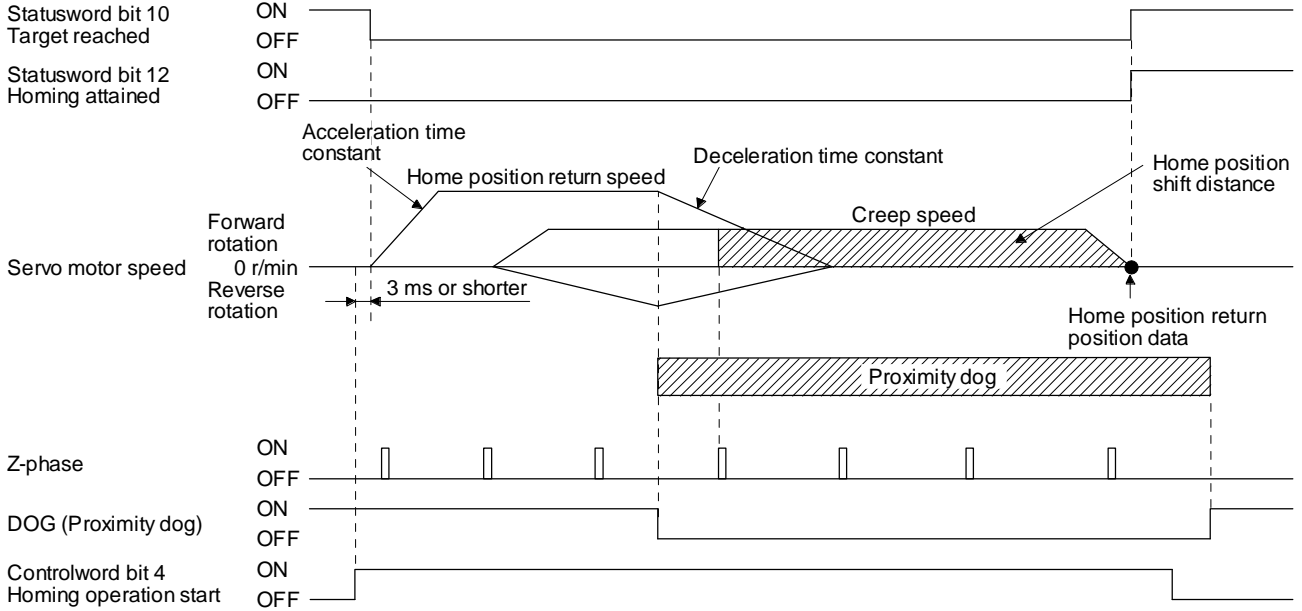 Statusword bit 10
Target reached
ON
OFF
Statusword bit 12
Homing attained
ON
OFF
Acceleration time
constant
Home position return speed
Deceleration time constant
Home position
shift distance
Creep speed
Forward
rotation
Servo motor speed
0 r/min
Reverse
rotation
3 ms or shorter
Home position return
position data
Proximity dog
Z-phase
ON
OFF
DOG (Proximity dog)
ON
OFF
Controlword bit 4
Homing operation start
ON
OFF